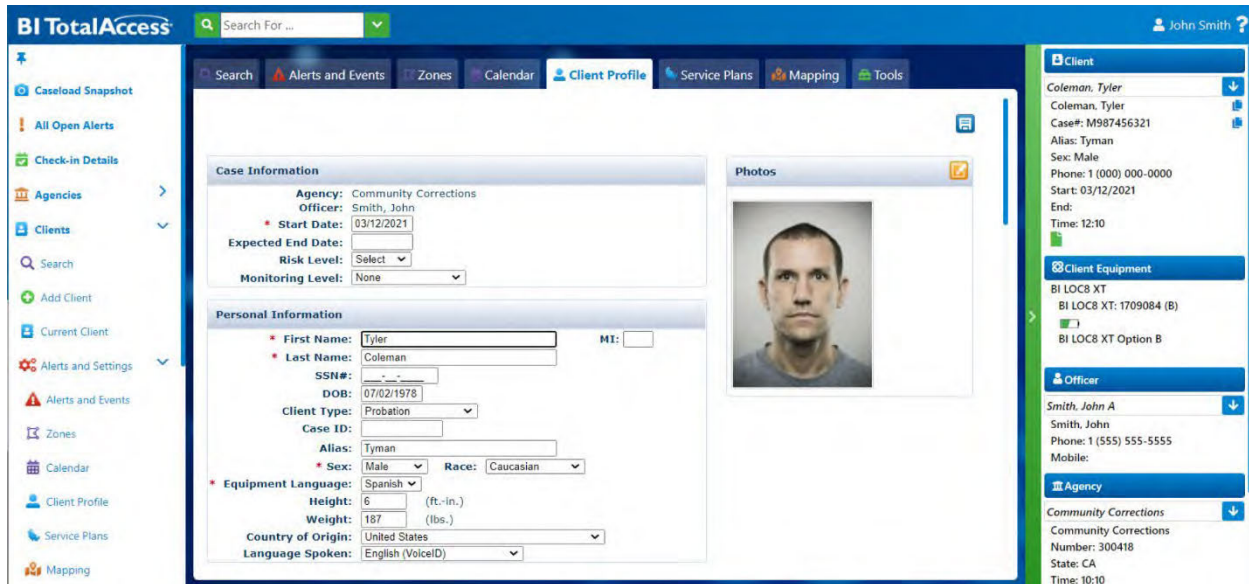 BI TotalAccess
Search For ...
John Smith ?
Caseload Snapshot
All Open Alerts
Check-in Details
Agencies
Clients
Search
Add Client
Current Client
Alerts and Settings
Alerts and Events
Zones
Calendar
Client Profile
Service Plans
Mapping
Search Alerts and Events Zones Calendar Client Profile Service Plans Mapping Tools
Case Information
Agency: Community Corrections
Officer: Smith, John
* Start Date: 03/12/2021
Expected End Date:
Risk Level: Select
Monitoring Level: None
Personal Information
* First Name: Tyler MI:
* Last Name: Coleman
SSN#: ___-__-____
DOB: 07/02/1978
Client Type: Probation
Case ID:
Alias: Tyman
* Sex: Male Race: Caucasian
* Equipment Language: Spanish
Height: 6 (ft.-in.)
Weight: 187 (lbs.)
Country of Origin: United States
Language Spoken: English (VoiceID)
Photos
Client
Coleman, Tyler
Coleman, Tyler
Case#: M987456321
Alias: Tyman
Sex: Male
Phone: 1 (000) 000-0000
Start: 03/12/2021
End:
Time: 12:10
Client Equipment
BI LOC8 XT
BI LOC8 XT: 1709084 (B)
BI LOC8 XT Option B
Officer
Smith, John A
Smith, John
Phone: 1 (555) 555-5555
Mobile:
Agency
Community Corrections
Community Corrections
Number: 300418
State: CA
Time: 10:10